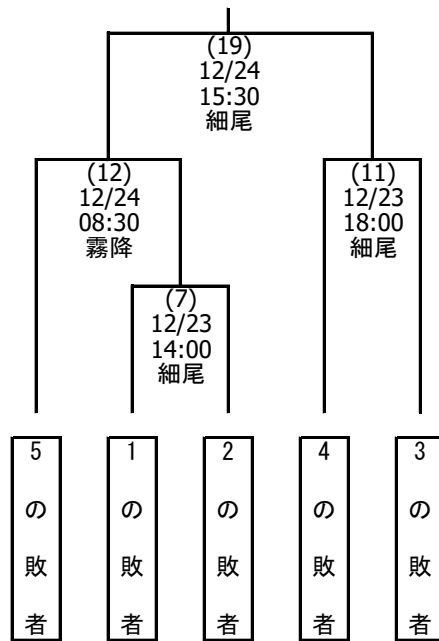 (19)
12/24
15:30
細尾
(12)
12/24
08:30
霧降
(11)
12/23
18:00
細尾
(7)
12/23
14:00
細尾
5の敗者
1の敗者
2の敗者
4の敗者
3の敗者